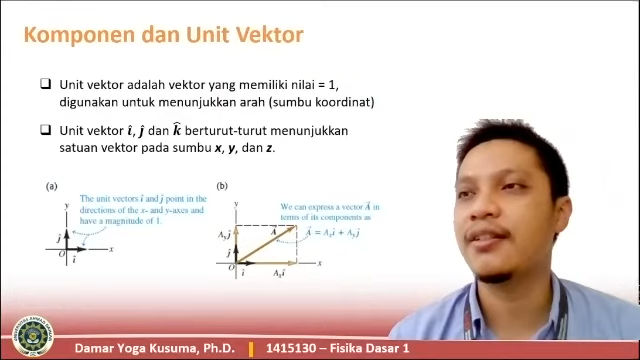 Komponen dan Unit Vektor
❑ Unit vektor adalah vektor yang memiliki nilai = 1,
digunakan untuk menunjukkan arah (sumbu koordinat)
❑ Unit vektor î, ĵ dan k̂ berturut-turut menunjukkan
satuan vektor pada sumbu x, y, dan z.
(a)
The unit vectors î and ĵ point in the
directions of the x- and y-axes and
have a magnitude of 1.
y
ĵ
O
î
x
(b)
We can express a vector A⃗ in
terms of its components as
A⃗ = Aₓî + Aᵧĵ
y
Aᵧĵ
A⃗
ĵ
O
î
Aₓî
x
Damar Yoga Kusuma, Ph.D. | 1415130 – Fisika Dasar 1